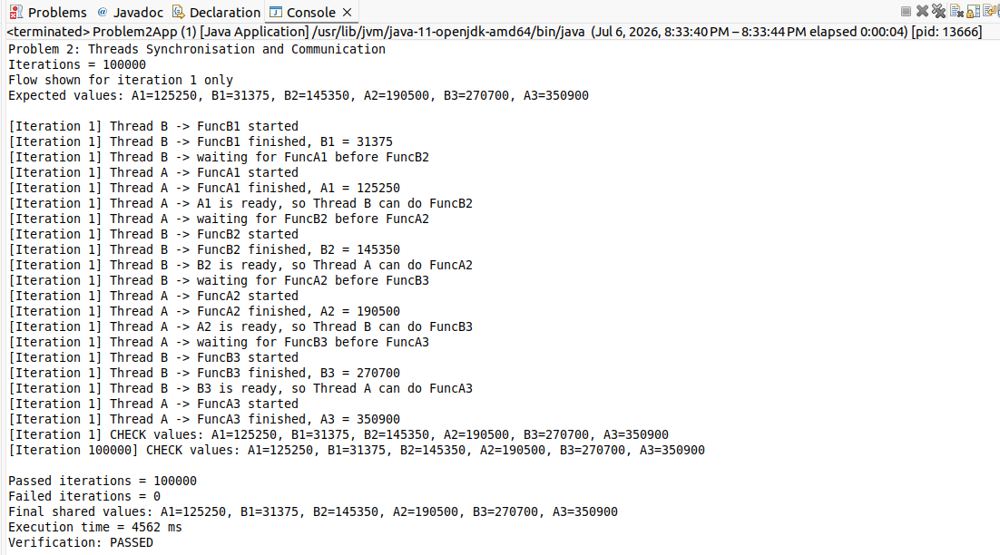 Problems @ Javadoc Declaration Console
<terminated> Problem2App (1) [Java Application] /usr/lib/jvm/java-11-openjdk-amd64/bin/java (Jul 6, 2026, 8:33:40 PM – 8:33:44 PM elapsed 0:00:04) [pid: 13666]
Problem 2: Threads Synchronisation and Communication
Iterations = 100000
Flow shown for iteration 1 only
Expected values: A1=125250, B1=31375, B2=145350, A2=190500, B3=270700, A3=350900
[Iteration 1] Thread B -> FuncB1 started
[Iteration 1] Thread B -> FuncB1 finished, B1 = 31375
[Iteration 1] Thread B -> waiting for FuncA1 before FuncB2
[Iteration 1] Thread A -> FuncA1 started
[Iteration 1] Thread A -> FuncA1 finished, A1 = 125250
[Iteration 1] Thread A -> A1 is ready, so Thread B can do FuncB2
[Iteration 1] Thread A -> waiting for FuncB2 before FuncA2
[Iteration 1] Thread B -> FuncB2 started
[Iteration 1] Thread B -> FuncB2 finished, B2 = 145350
[Iteration 1] Thread B -> B2 is ready, so Thread A can do FuncA2
[Iteration 1] Thread B -> waiting for FuncA2 before FuncB3
[Iteration 1] Thread A -> FuncA2 started
[Iteration 1] Thread A -> FuncA2 finished, A2 = 190500
[Iteration 1] Thread A -> A2 is ready, so Thread B can do FuncB3
[Iteration 1] Thread A -> waiting for FuncB3 before FuncA3
[Iteration 1] Thread B -> FuncB3 started
[Iteration 1] Thread B -> FuncB3 finished, B3 = 270700
[Iteration 1] Thread B -> B3 is ready, so Thread A can do FuncA3
[Iteration 1] Thread A -> FuncA3 started
[Iteration 1] Thread A -> FuncA3 finished, A3 = 350900
[Iteration 1] CHECK values: A1=125250, B1=31375, B2=145350, A2=190500, B3=270700, A3=350900
[Iteration 100000] CHECK values: A1=125250, B1=31375, B2=145350, A2=190500, B3=270700, A3=350900
Passed iterations = 100000
Failed iterations = 0
Final shared values: A1=125250, B1=31375, B2=145350, A2=190500, B3=270700, A3=350900
Execution time = 4562 ms
Verification: PASSED